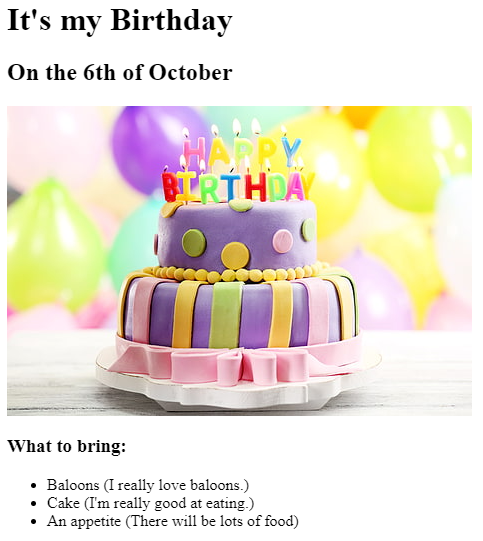 It's my Birthday
On the 6th of October
HAPPY
BIRTHDAY
What to bring:
Baloons (I really love baloons.)
Cake (I'm really good at eating.)
An appetite (There will be lots of food)